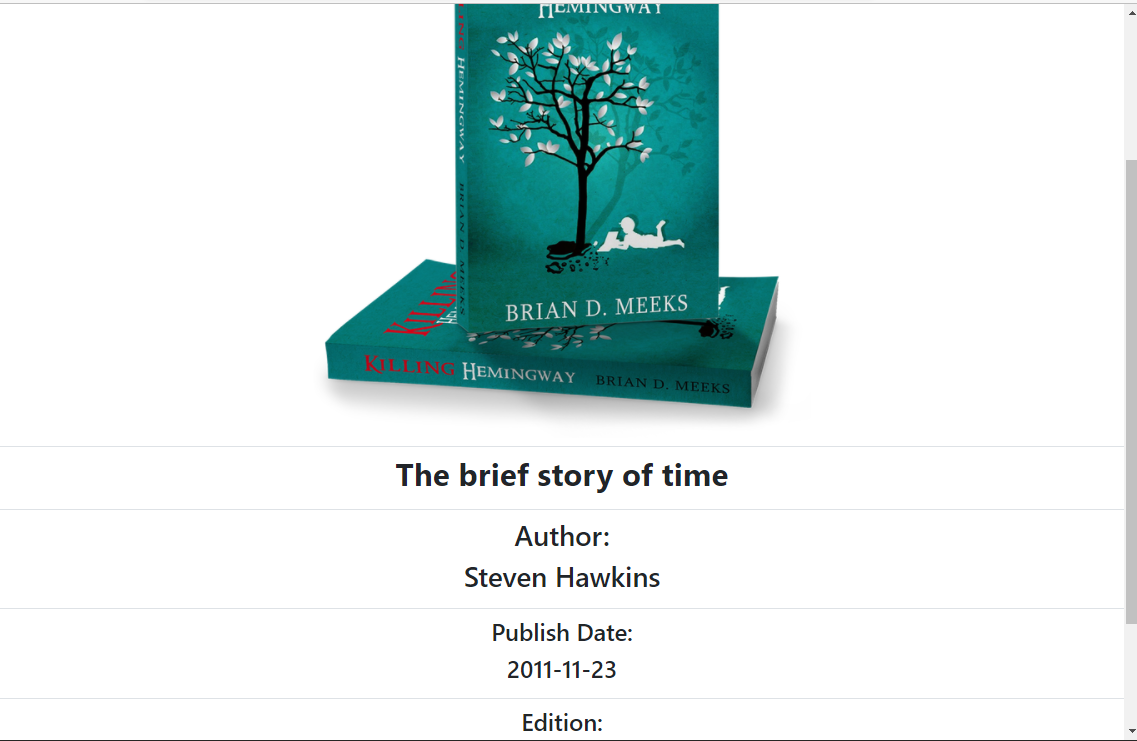 HEMINGWAY
HEMINGWAY BRIAN D. MEEKS
BRIAN D. MEEKS
KILLING
KILLING HEMINGWAY BRIAN D. MEEKS
The brief story of time
Author:
Steven Hawkins
Publish Date:
2011-11-23
Edition: